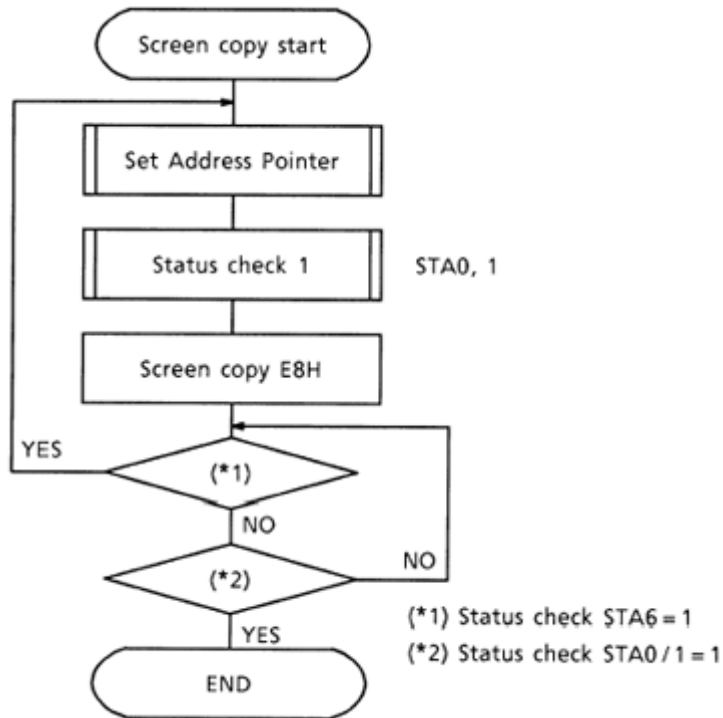 Screen copy start
Set Address Pointer
Status check 1
STA0, 1
Screen copy E8H
YES
(*1)
NO
(*2)
NO
YES
(*1) Status check STA6 = 1
(*2) Status check STA0 / 1 = 1
END